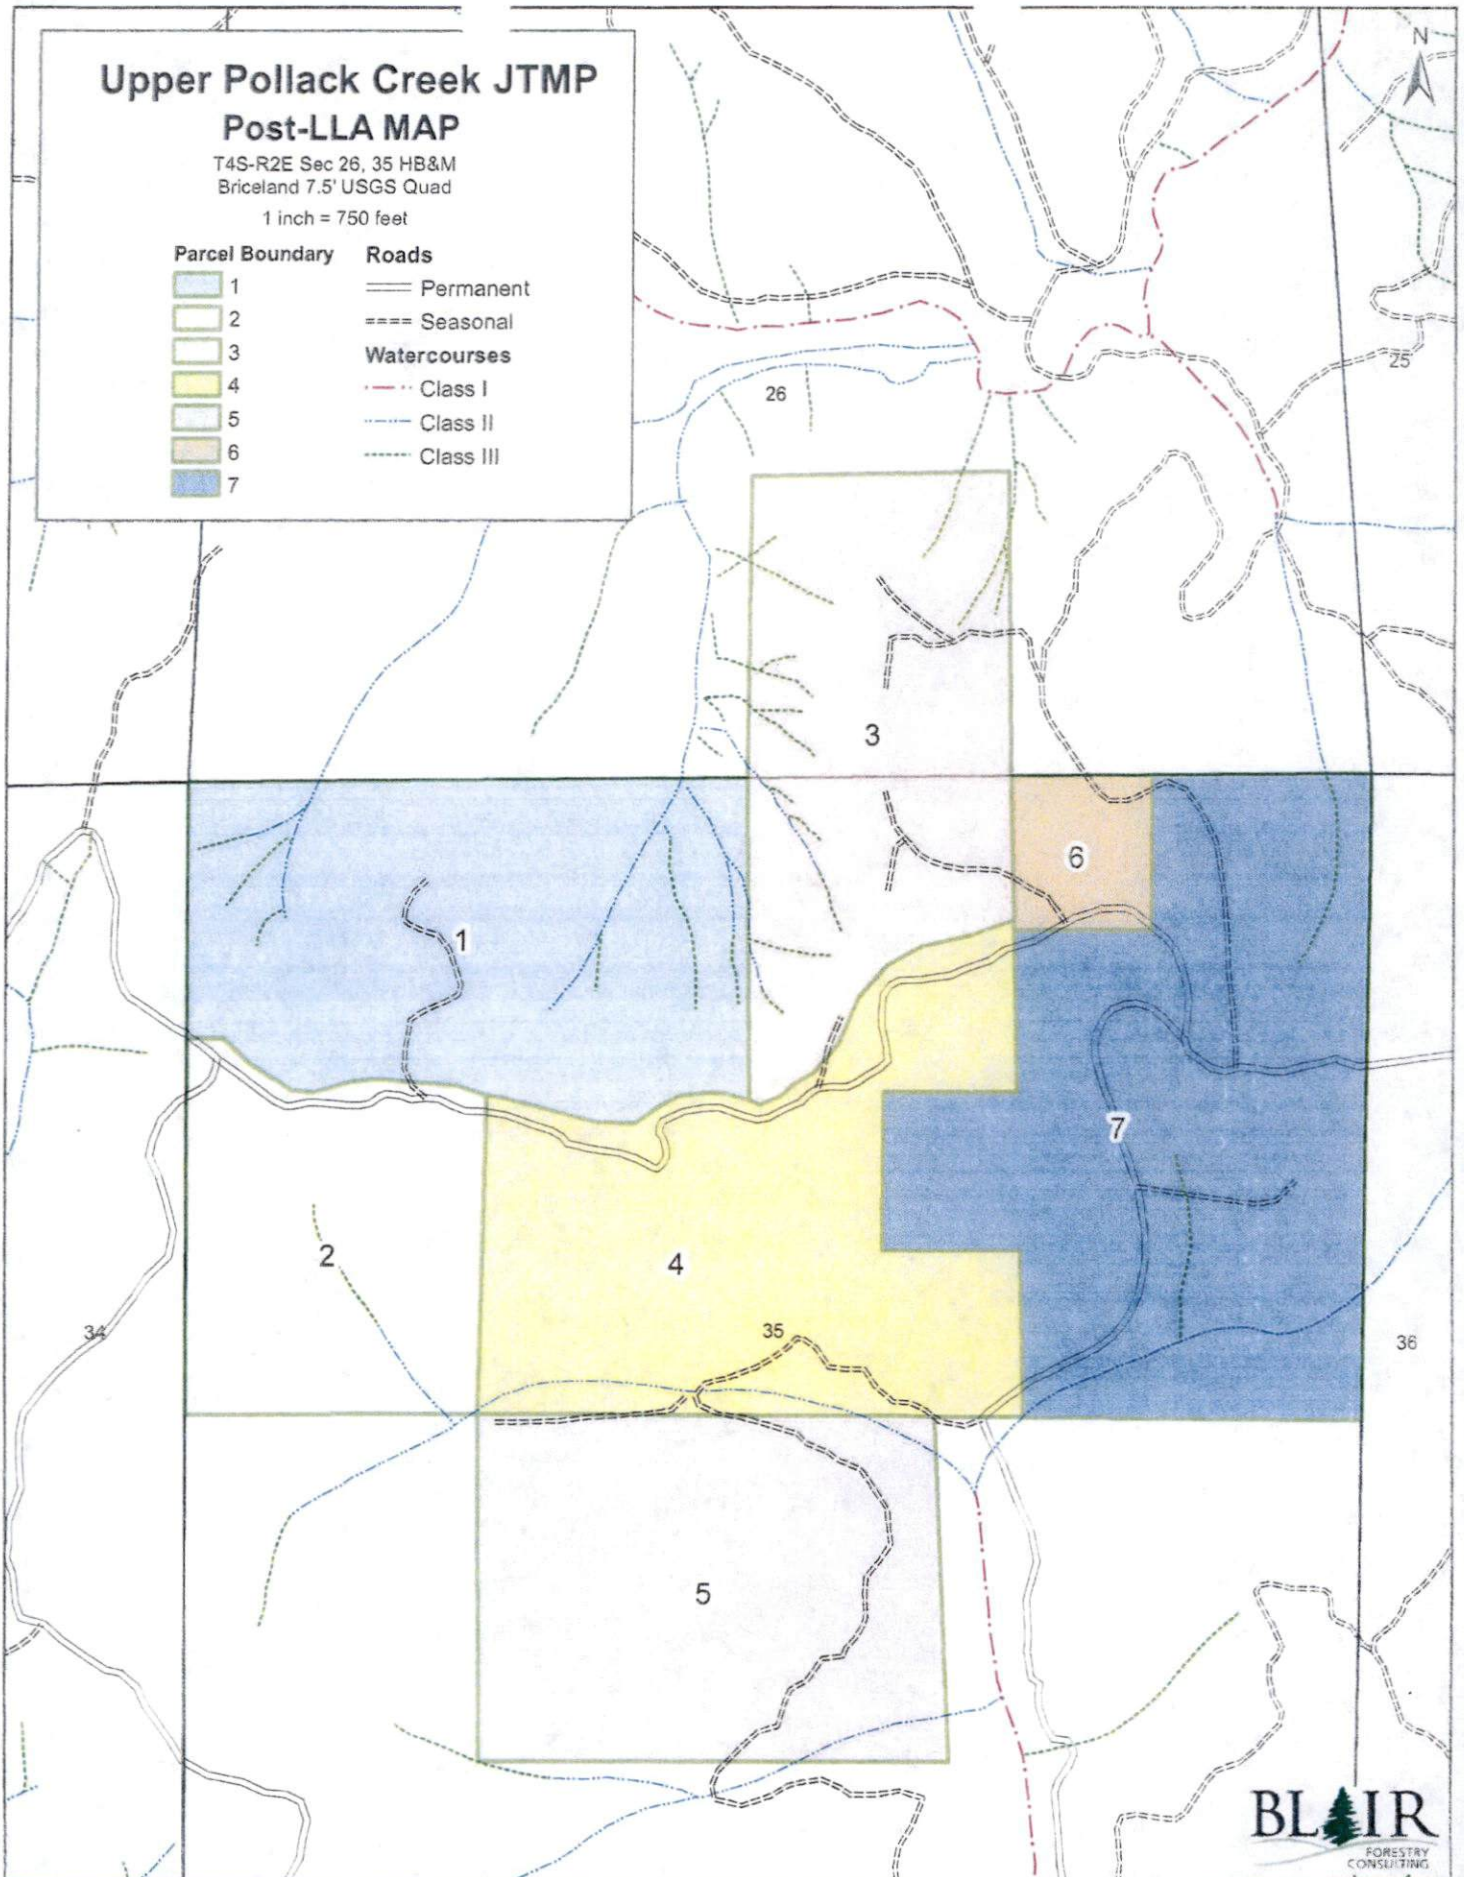 Upper Pollack Creek JTMP
Post-LLA MAP
T4S-R2E Sec 26, 35 HB&M
Briceland 7.5' USGS Quad
1 inch = 750 feet
Parcel Boundary
1
2
3
4
5
6
7
Roads
Permanent
Seasonal
Watercourses
Class I
Class II
Class III
N
25
26
3
6
1
7
2
4
35
34
36
5
BLAIR
FORESTRY
CONSULTING